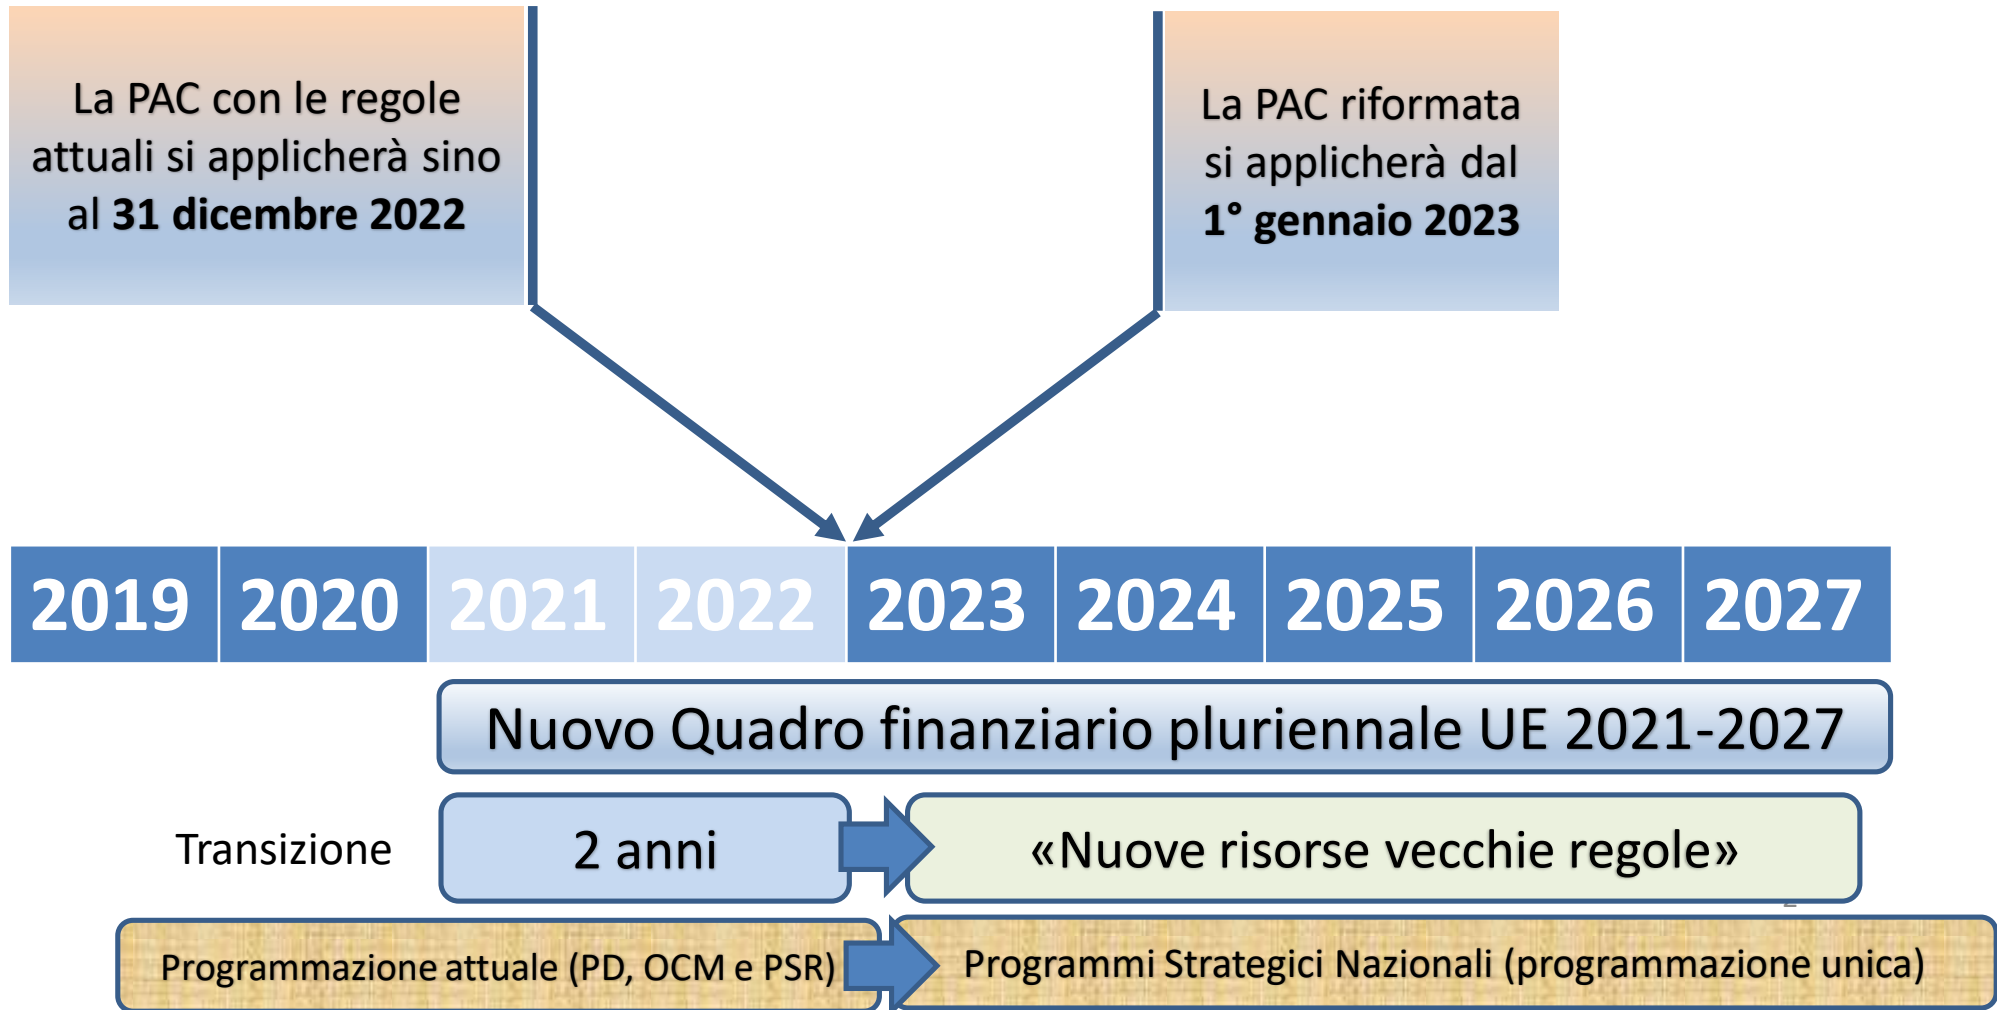 La PAC con le regole
attuali si applicherà sino
al 31 dicembre 2022
La PAC riformata
si applicherà dal
1° gennaio 2023
2019 2020 2021 2022 2023 2024 2025 2026 2027
Nuovo Quadro finanziario pluriennale UE 2021-2027
Transizione 2 anni «Nuove risorse vecchie regole»
Programmazione attuale (PD, OCM e PSR) Programmi Strategici Nazionali (programmazione unica)